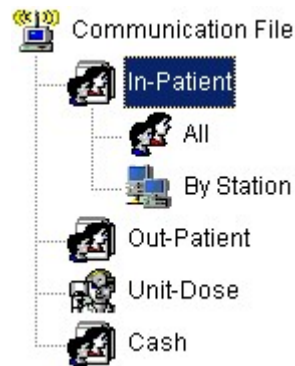 Communication File
In-Patient
All
By Station
Out-Patient
Unit-Dose
Cash